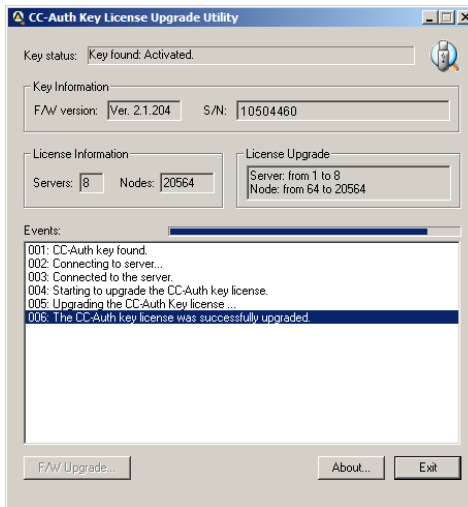 CC-Auth Key License Upgrade Utility
Key status: Key found: Activated.
Key Information
F/W version: Ver. 2.1.204 S/N: 10504460
License Information
Servers: 8 Nodes: 20564
License Upgrade
Server: from 1 to 8
Node: from 64 to 20564
Events:
001: CC-Auth key found.
002: Connecting to server...
003: Connected to the server.
004: Starting to upgrade the CC-Auth key license.
005: Upgrading the CC-Auth Key license ...
006: The CC-Auth key license was successfully upgraded.
F/W Upgrade... About... Exit